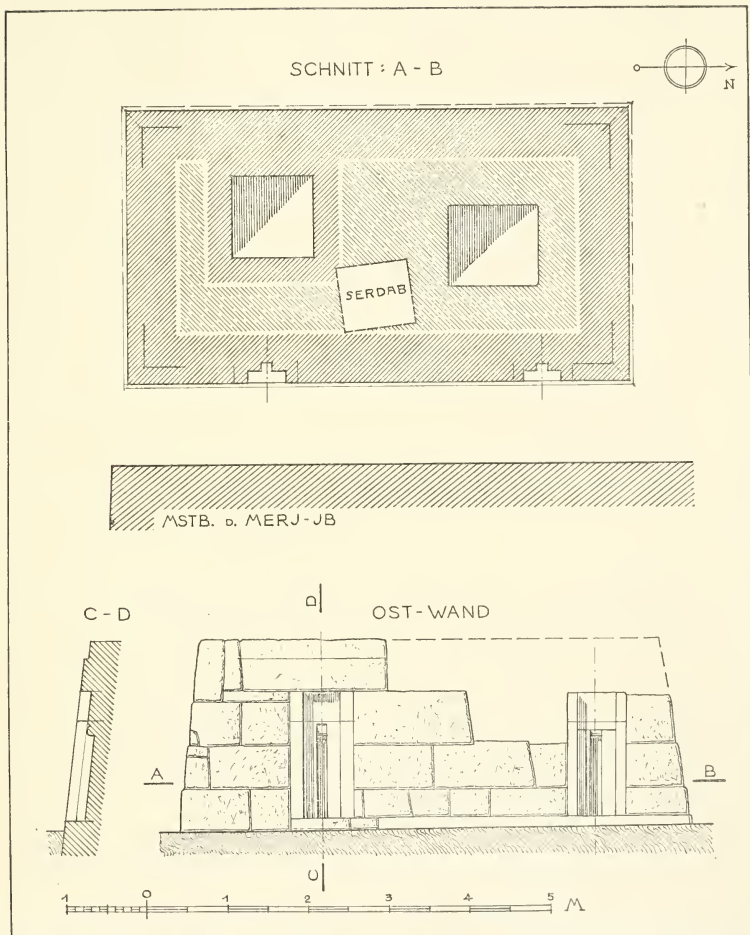 SCHNITT : A - B
N
SERDAB
MSTB. D. MERJ-JB
C - D
D
OST-WAND
A
B
C
1 0 1 2 3 4 5 M